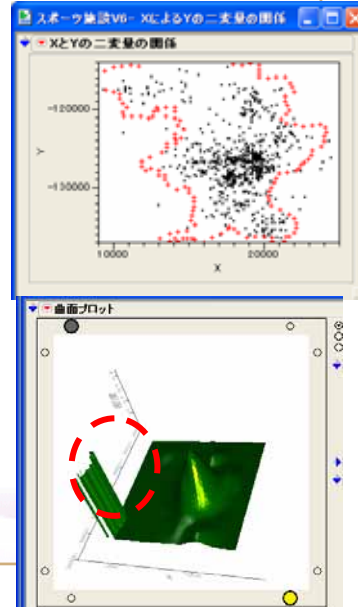 スポーツ施設V6- XによるYの二変量の関係
XとYの二変量の関係
-120000
Y
-130000
10000
20000
X
曲面プロット